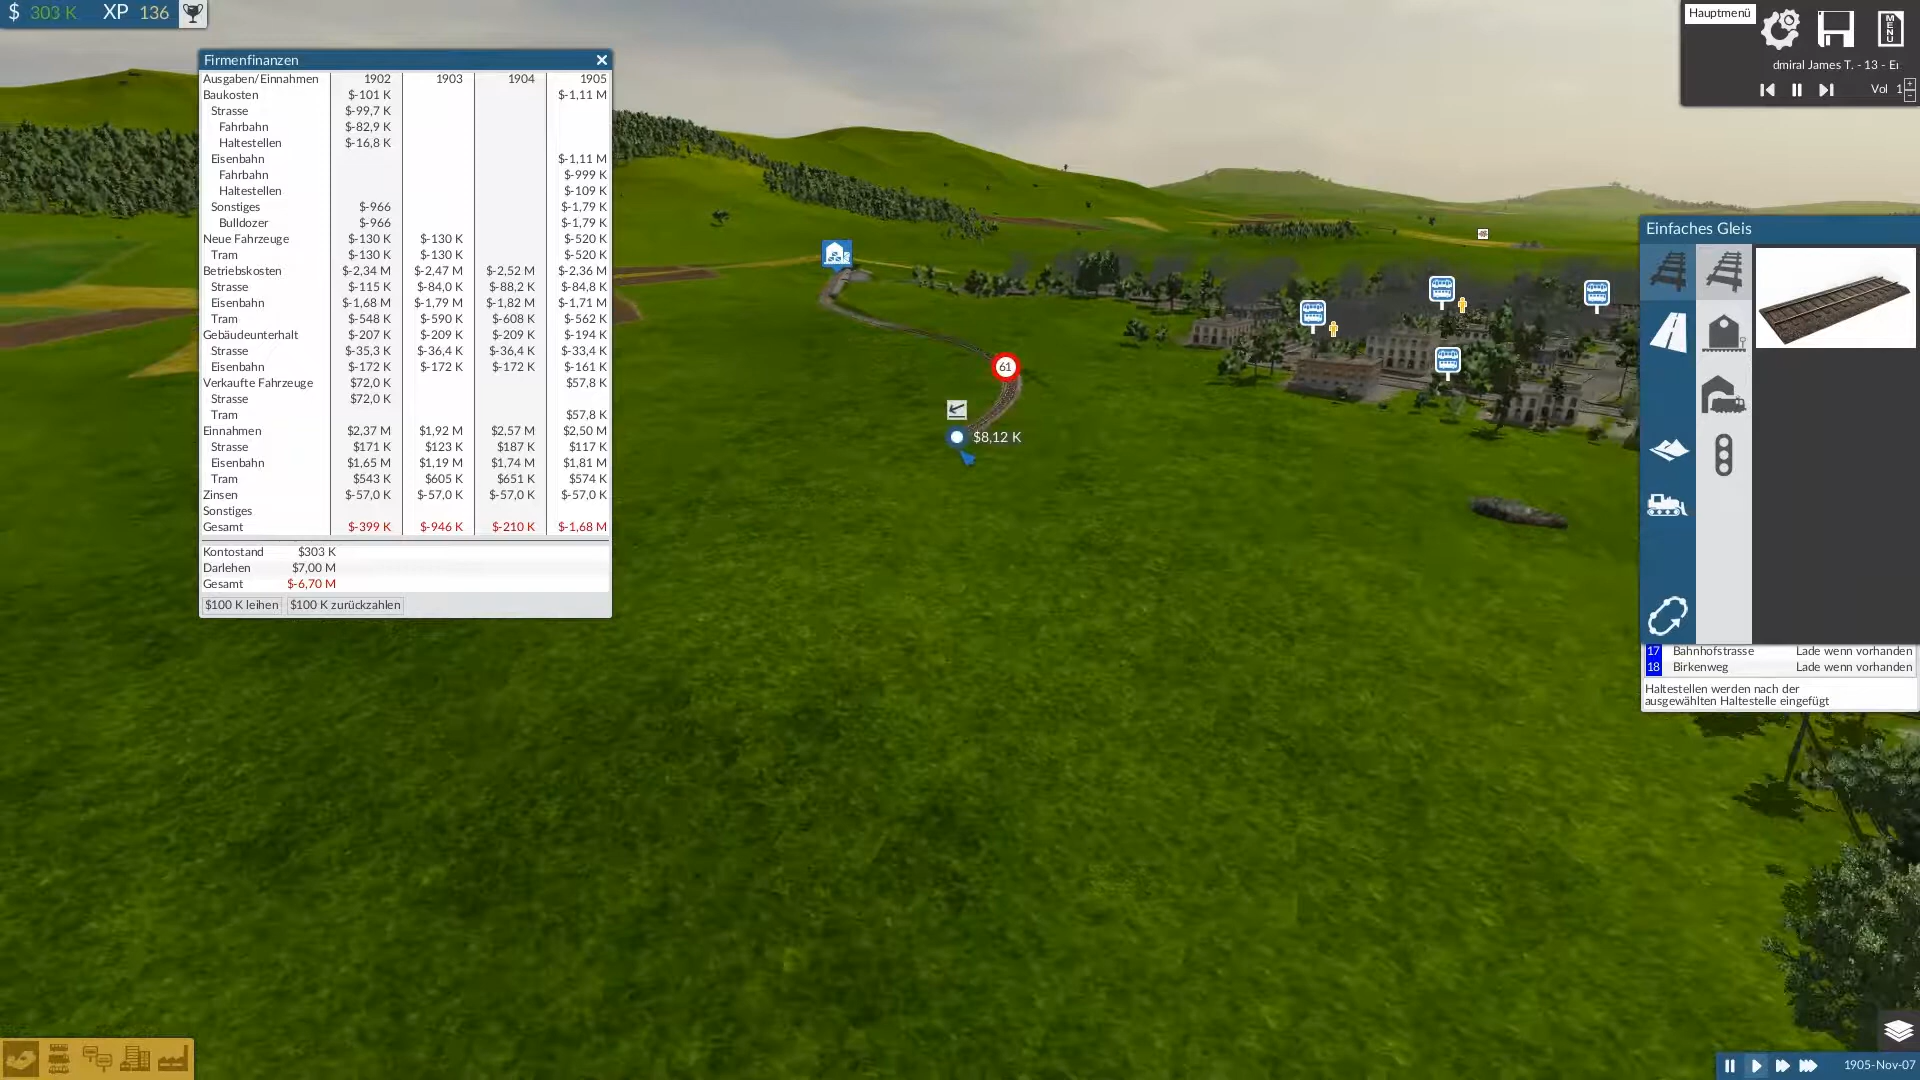 $ 303 K XP 136
Hauptmenü
MENU
dmiral James T. - 13 - Ei
Vol 1
+
-
Firmenfinanzen
Ausgaben/Einnahmen 1902 1903 1904 1905
Baukosten $-101 K $-1,11 M
Strasse $-99,7 K
Fahrbahn $-82,9 K
Haltestellen $-16,8 K
Eisenbahn $-1,11 M
Fahrbahn $-999 K
Haltestellen $-109 K
Sonstiges $-966 $-1,79 K
Bulldozer $-966 $-1,79 K
Neue Fahrzeuge $-130 K $-130 K $-520 K
Tram $-130 K $-130 K $-520 K
Betriebskosten $-2,34 M $-2,47 M $-2,52 M $-2,36 M
Strasse $-115 K $-84,0 K $-88,2 K $-84,8 K
Eisenbahn $-1,68 M $-1,79 M $-1,82 M $-1,71 M
Tram $-548 K $-590 K $-608 K $-562 K
Gebäudeunterhalt $-207 K $-209 K $-209 K $-194 K
Strasse $-35,3 K $-36,4 K $-36,4 K $-33,4 K
Eisenbahn $-172 K $-172 K $-172 K $-161 K
Verkaufte Fahrzeuge $72,0 K $57,8 K
Strasse $72,0 K
Tram $57,8 K
Einnahmen $2,37 M $1,92 M $2,57 M $2,50 M
Strasse $171 K $123 K $187 K $117 K
Eisenbahn $1,65 M $1,19 M $1,74 M $1,81 M
Tram $543 K $605 K $651 K $574 K
Zinsen $-57,0 K $-57,0 K $-57,0 K $-57,0 K
Sonstiges
Gesamt $-399 K $-946 K $-210 K $-1,68 M
Kontostand $303 K
Darlehen $7,00 M
Gesamt $-6,70 M
$100 K leihen $100 K zurückzahlen
61
$8,12 K
Einfaches Gleis
17 Bahnhofstrasse Lade wenn vorhanden
18 Birkenweg Lade wenn vorhanden
Haltestellen werden nach der
ausgewählten Haltestelle eingefügt
1905-Nov-07